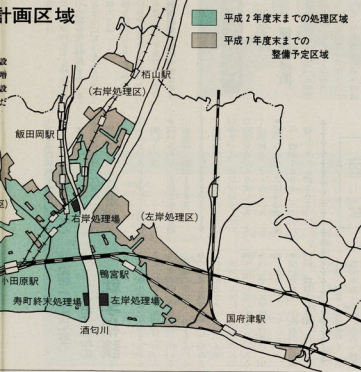 計画区域
平成2年度末までの処理区域
平成7年度末までの
整備予定区域
栢山駅
(右岸処理区)
飯田岡駅
右岸処理場
(左岸処理区)
小田原駅
鴨宮駅
寿町終末処理場
左岸処理場
国府津駅
酒匂川